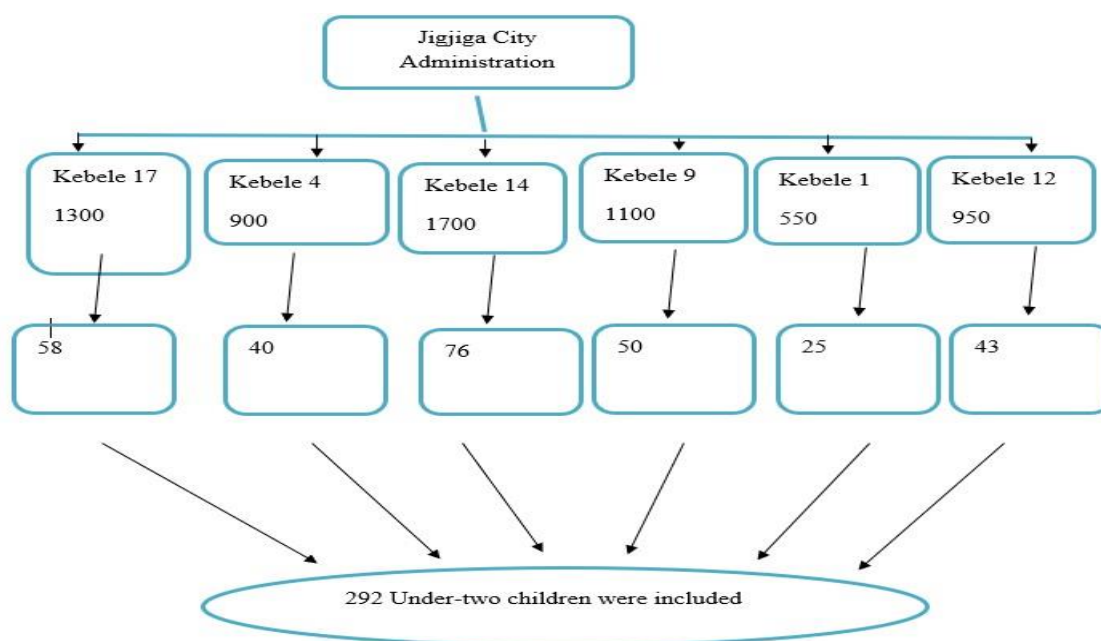 Jigjiga City
Administration
Kebele 17
1300
Kebele 4
900
Kebele 14
1700
Kebele 9
1100
Kebele 1
550
Kebele 12
950
58
40
76
50
25
43
292 Under-two children were included